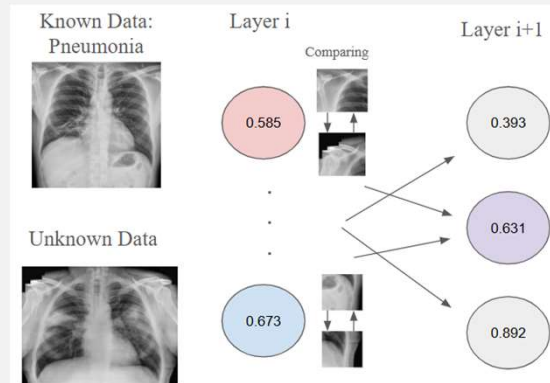 Known Data:
Pneumonia
Layer i
Layer i+1
Comparing
0.585
0.393
.
.
.
0.631
Unknown Data
0.673
0.892